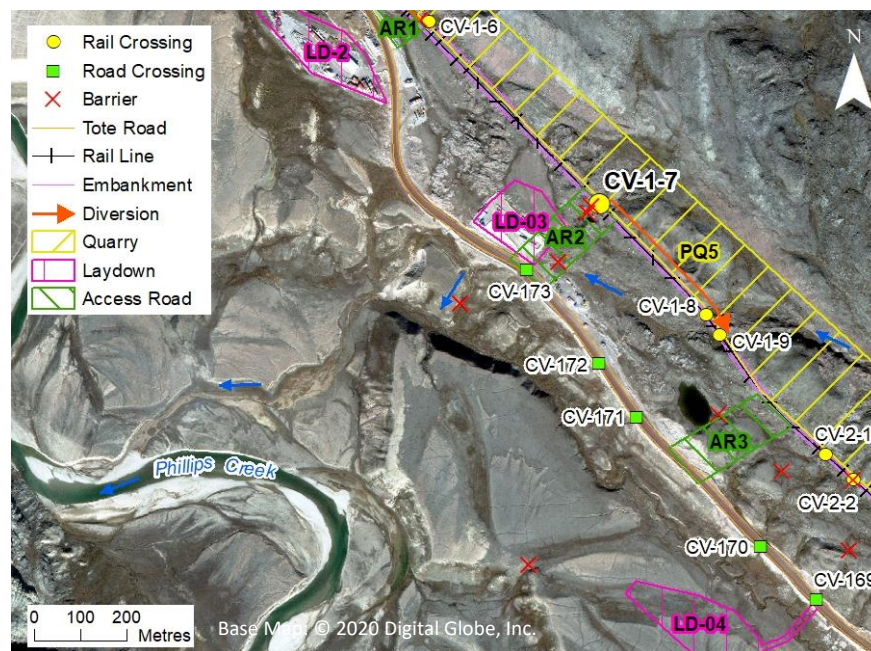 Rail Crossing
Road Crossing
Barrier
Tote Road
Rail Line
Embankment
Diversion
Quarry
Laydown
Access Road
N
LD-2
AR1
CV-1-6
CV-1-7
LD-03
AR2
PQ5
CV-173
CV-1-8
CV-1-9
CV-172
CV-171
AR3
CV-2-1
CV-2-2
Phillips Creek
CV-170
CV-169
LD-04
0 100 200
Metres
Base Map: © 2020 Digital Globe, Inc.